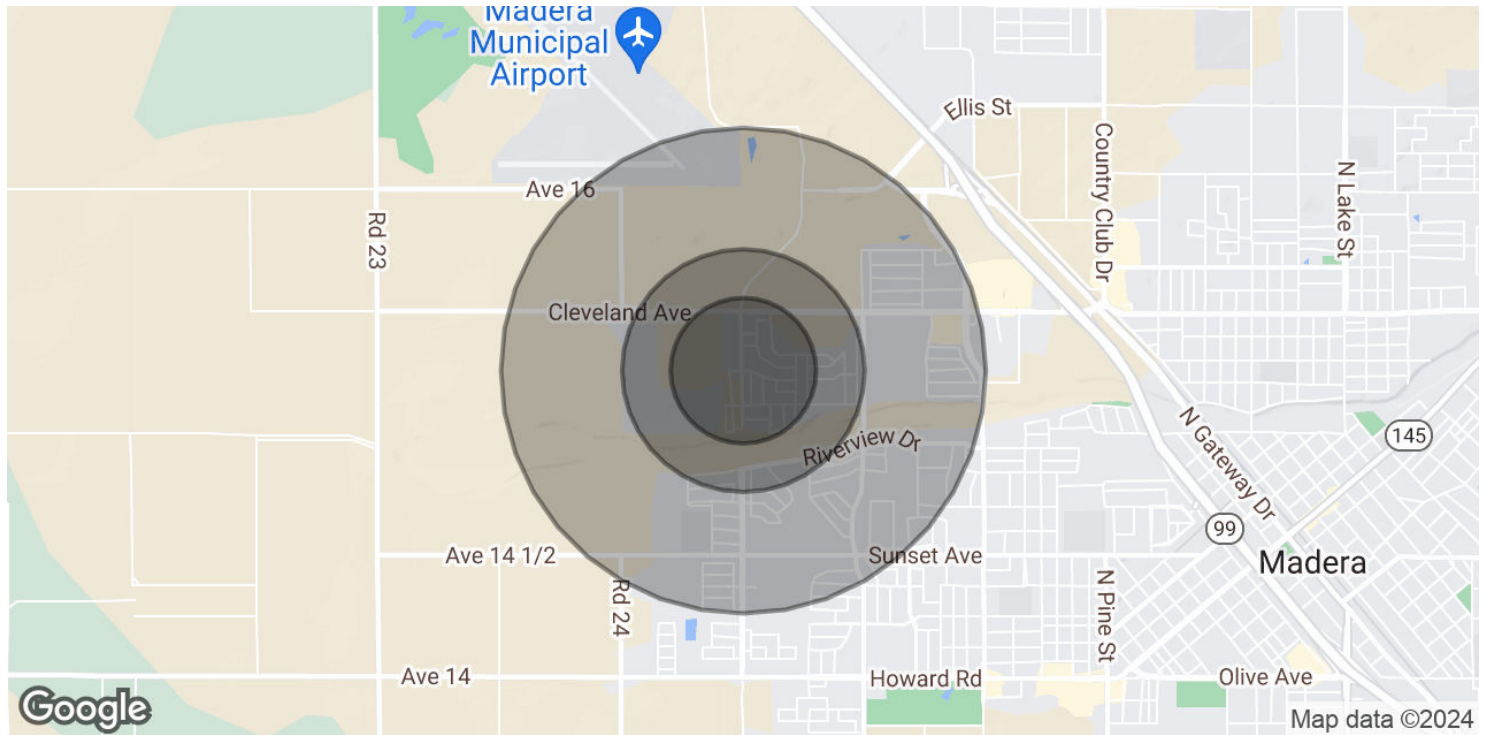 Madera
Municipal
Airport
Ellis St
Country Club Dr
N Lake St
Ave 16
Rd 23
Cleveland Ave
Riverview Dr
N Gateway Dr
145
99
Ave 14 1/2
Sunset Ave
Madera
Rd 24
N Pine St
Ave 14
Howard Rd
Olive Ave
Google
Map data ©2024